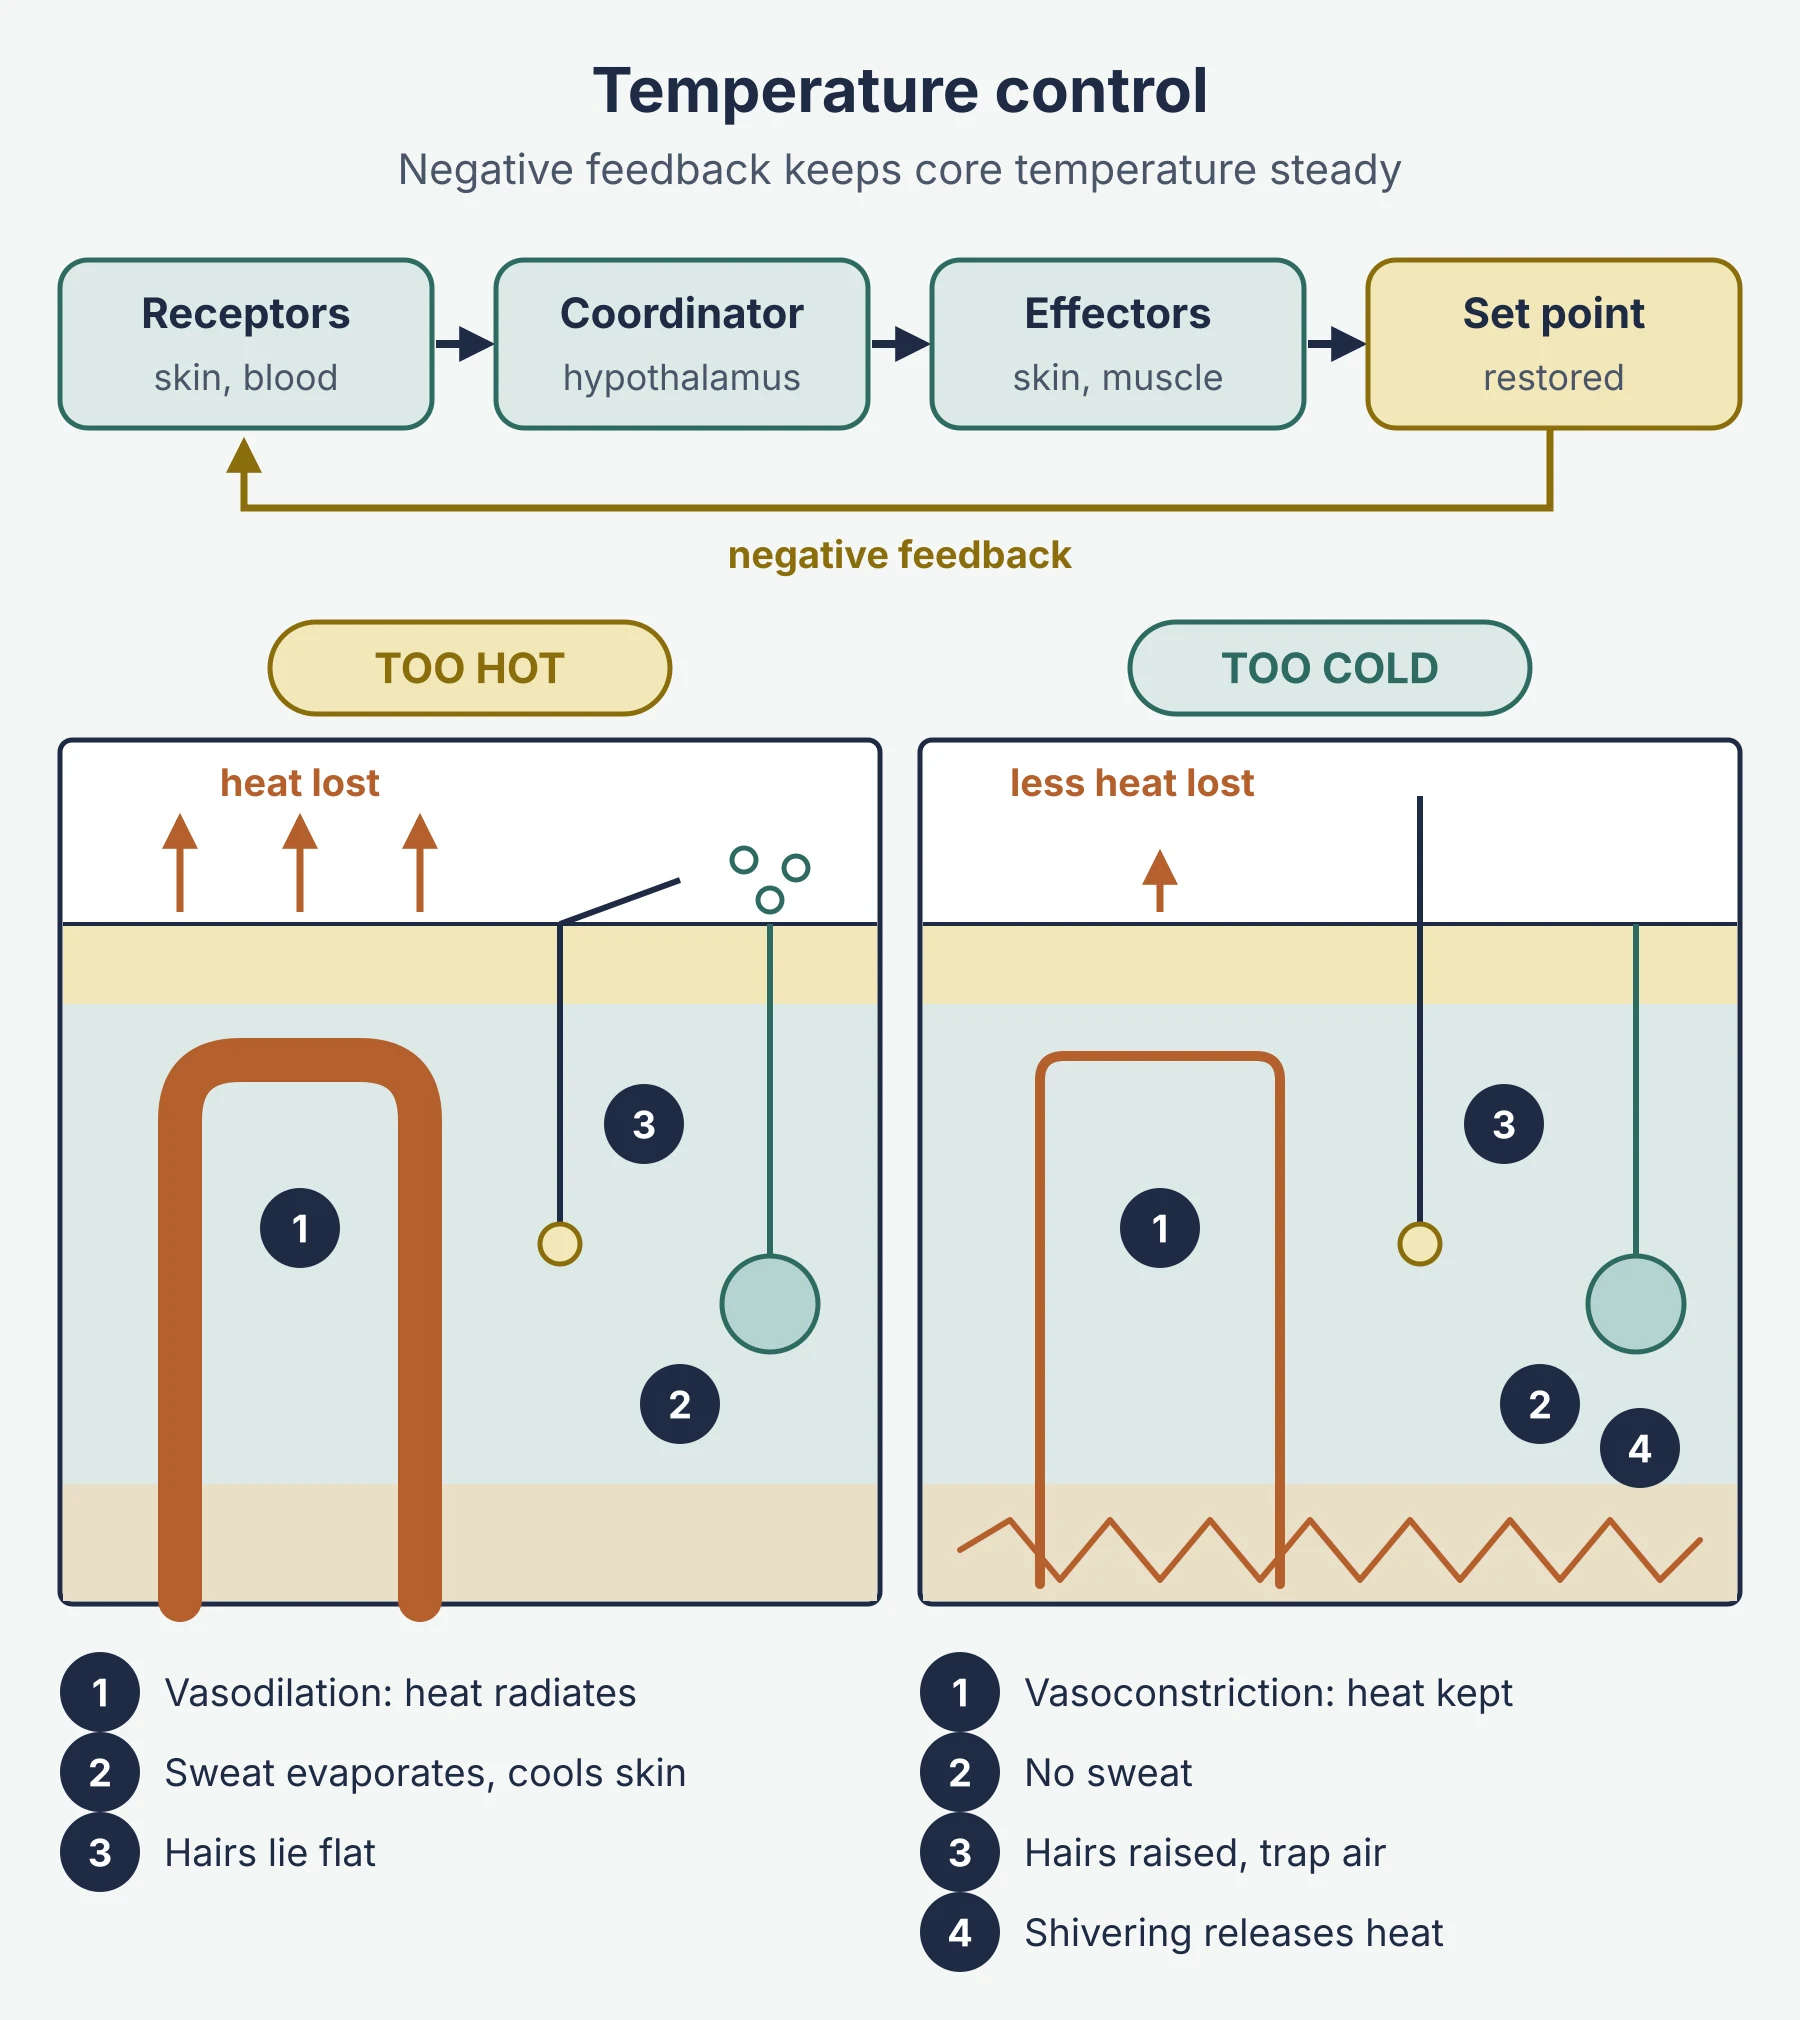 Temperature control
Negative feedback keeps core temperature steady
Receptors
skin, blood
Coordinator
hypothalamus
Effectors
skin, muscle
Set point
restored
negative feedback
TOO HOT
heat lost
3
1
2
1 Vasodilation: heat radiates
2 Sweat evaporates, cools skin
3 Hairs lie flat
TOO COLD
less heat lost
3
1
2
4
1 Vasoconstriction: heat kept
2 No sweat
3 Hairs raised, trap air
4 Shivering releases heat